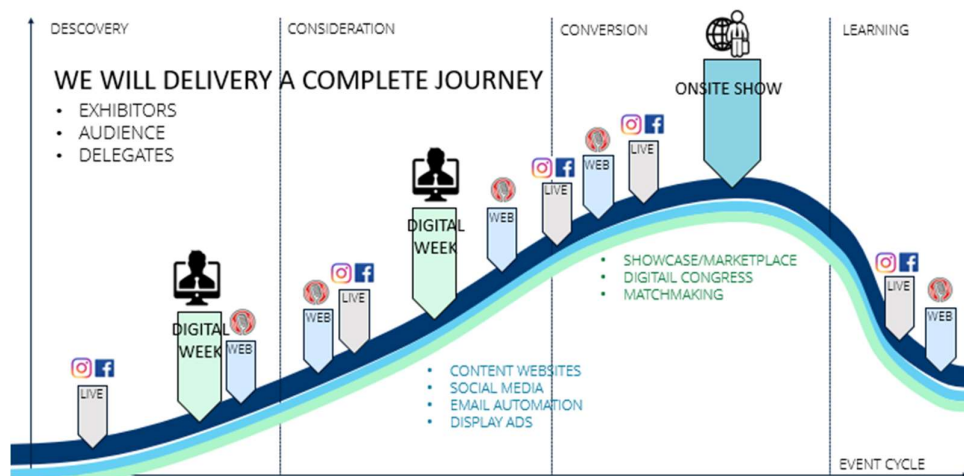 DESCOVERY
CONSIDERATION
CONVERSION
LEARNING
WE WILL DELIVERY A COMPLETE JOURNEY
• EXHIBITORS
• AUDIENCE
• DELEGATES
ONSITE SHOW
LIVE
DIGITAL
WEEK
WEB
WEB
LIVE
DIGITAL
WEEK
WEB
LIVE
WEB
LIVE
LIVE
WEB
• SHOWCASE/MARKETPLACE
• DIGITAIL CONGRESS
• MATCHMAKING
• CONTENT WEBSITES
• SOCIAL MEDIA
• EMAIL AUTOMATION
• DISPLAY ADS
EVENT CYCLE